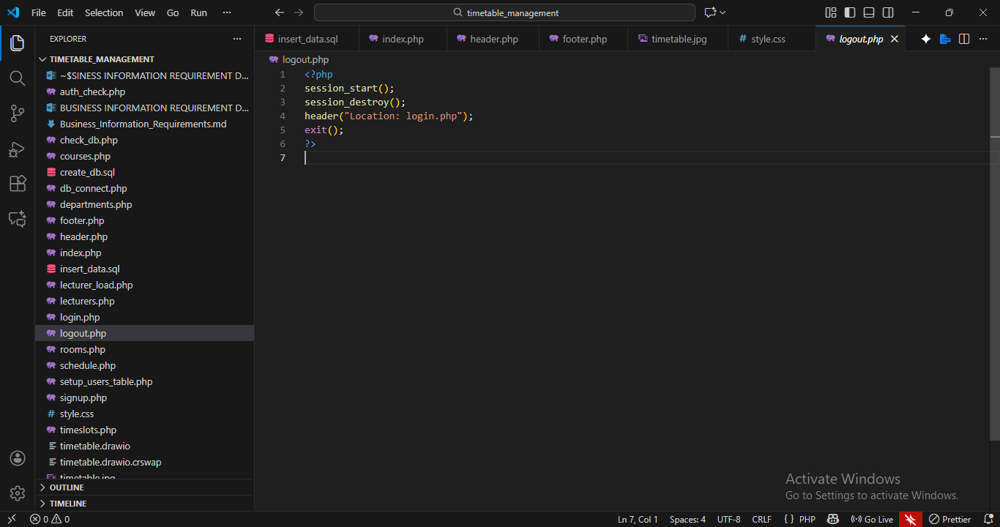 File Edit Selection View Go Run ···
timetable_management
EXPLORER ···
TIMETABLE_MANAGEMENT
~$SINESS INFORMATION REQUIREMENT D...
auth_check.php
BUSINESS INFORMATION REQUIREMENT D...
Business_Information_Requirements.md
check_db.php
courses.php
create_db.sql
db_connect.php
departments.php
footer.php
header.php
index.php
insert_data.sql
lecturer_load.php
lecturers.php
login.php
logout.php
rooms.php
schedule.php
setup_users_table.php
signup.php
# style.css
timeslots.php
timetable.drawio
timetable.drawio.crswap
timetable.jpg
OUTLINE
TIMELINE
insert_data.sql index.php header.php footer.php timetable.jpg # style.css logout.php
logout.php
1 <?php
2 session_start();
3 session_destroy();
4 header("Location: login.php");
5 exit();
6 ?>
7
Activate Windows
Go to Settings to activate Windows.
0 0 Ln 7, Col 1 Spaces: 4 UTF-8 CRLF { } PHP Go Live Prettier